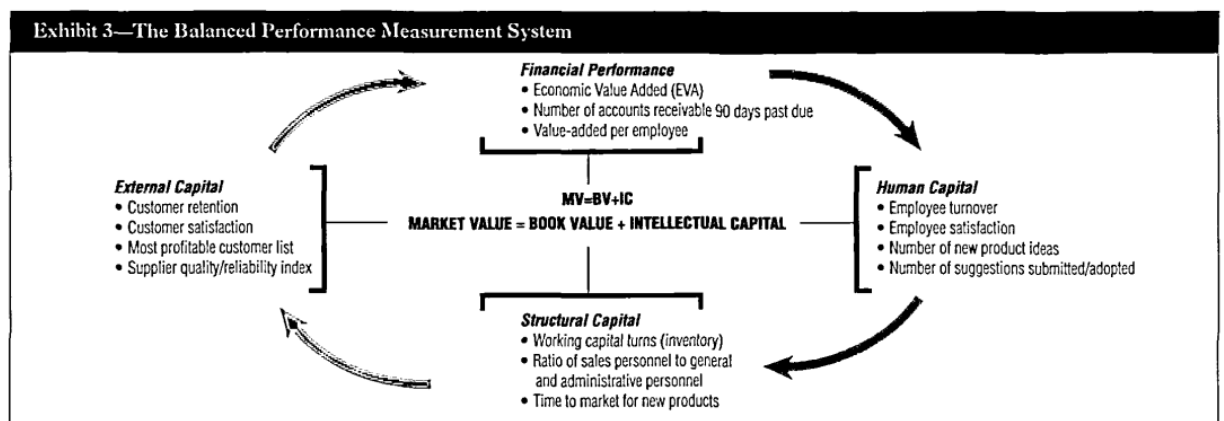 Exhibit 3—The Balanced Performance Measurement System
Financial Performance
• Economic Value Added (EVA)
• Number of accounts receivable 90 days past due
• Value-added per employee
External Capital
• Customer retention
• Customer satisfaction
• Most profitable customer list
• Supplier quality/reliability index
MV=BV+IC
MARKET VALUE = BOOK VALUE + INTELLECTUAL CAPITAL
Human Capital
• Employee turnover
• Employee satisfaction
• Number of new product ideas
• Number of suggestions submitted/adopted
Structural Capital
• Working capital turns (inventory)
• Ratio of sales personnel to general
and administrative personnel
• Time to market for new products